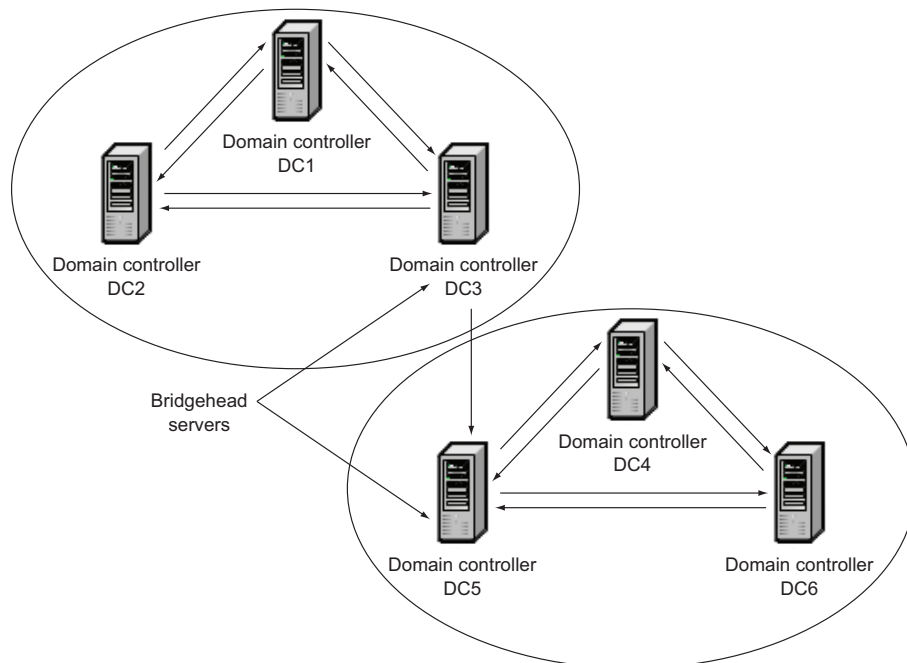 Domain controller
DC1
Domain controller
DC2
Domain controller
DC3
Bridgehead
servers
Domain controller
DC4
Domain controller
DC5
Domain controller
DC6